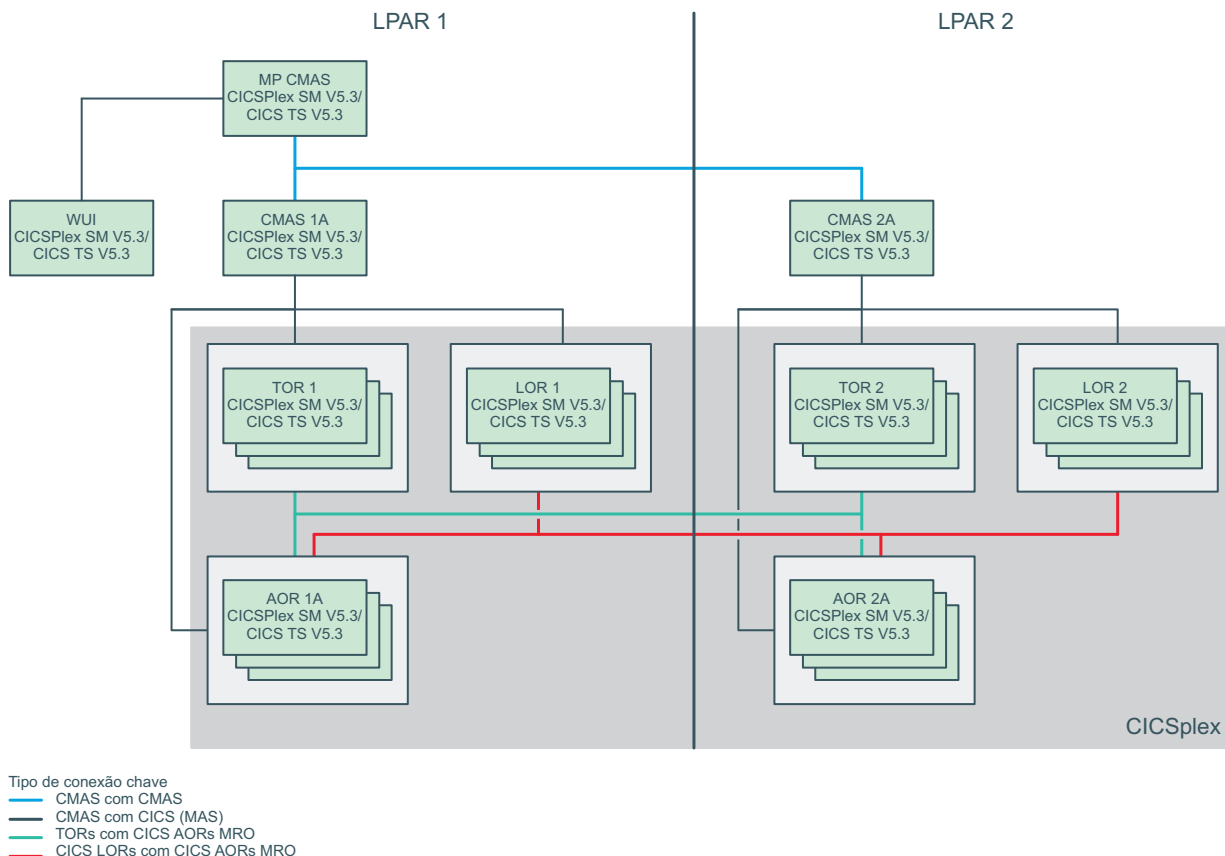 LPAR 1
LPAR 2
MP CMAS
CICSPlex SM V5.3/
CICS TS V5.3
WUI
CICSPlex SM V5.3/
CICS TS V5.3
CMAS 1A
CICSPlex SM V5.3/
CICS TS V5.3
CMAS 2A
CICSPlex SM V5.3/
CICS TS V5.3
TOR 1
CICSPlex SM V5.3/
CICS TS V5.3
LOR 1
CICSPlex SM V5.3/
CICS TS V5.3
TOR 2
CICSPlex SM V5.3/
CICS TS V5.3
LOR 2
CICSPlex SM V5.3/
CICS TS V5.3
AOR 1A
CICSPlex SM V5.3/
CICS TS V5.3
AOR 2A
CICSPlex SM V5.3/
CICS TS V5.3
CICSplex
Tipo de conexão chave
CMAS com CMAS
CMAS com CICS (MAS)
TORs com CICS AORs MRO
CICS LORs com CICS AORs MRO